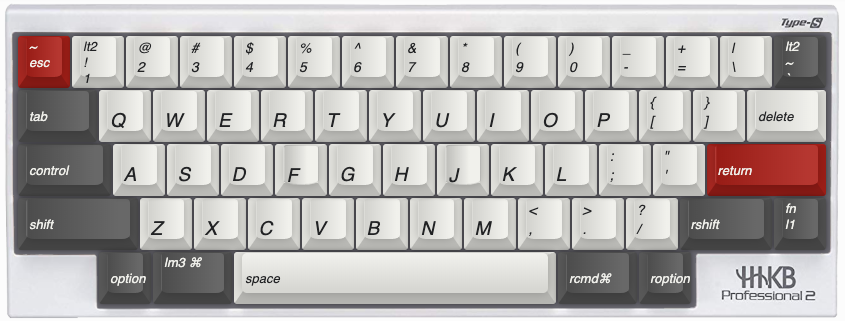 Type-S
~
esc
lt2
!
1
@
2
#
3
$
4
%
5
^
6
&
7
*
8
(
9
)
0
_
-
+
=
|
\
lt2
~
`
tab
Q
W
E
R
T
Y
U
I
O
P
{
[
}
]
delete
control
A
S
D
F
G
H
J
K
L
:
;
"
'
return
shift
Z
X
C
V
B
N
M
<
,
>
.
?
/
rshift
fn
l1
option
lm3 ⌘
space
rcmd⌘
roption
HHKB
Professional 2